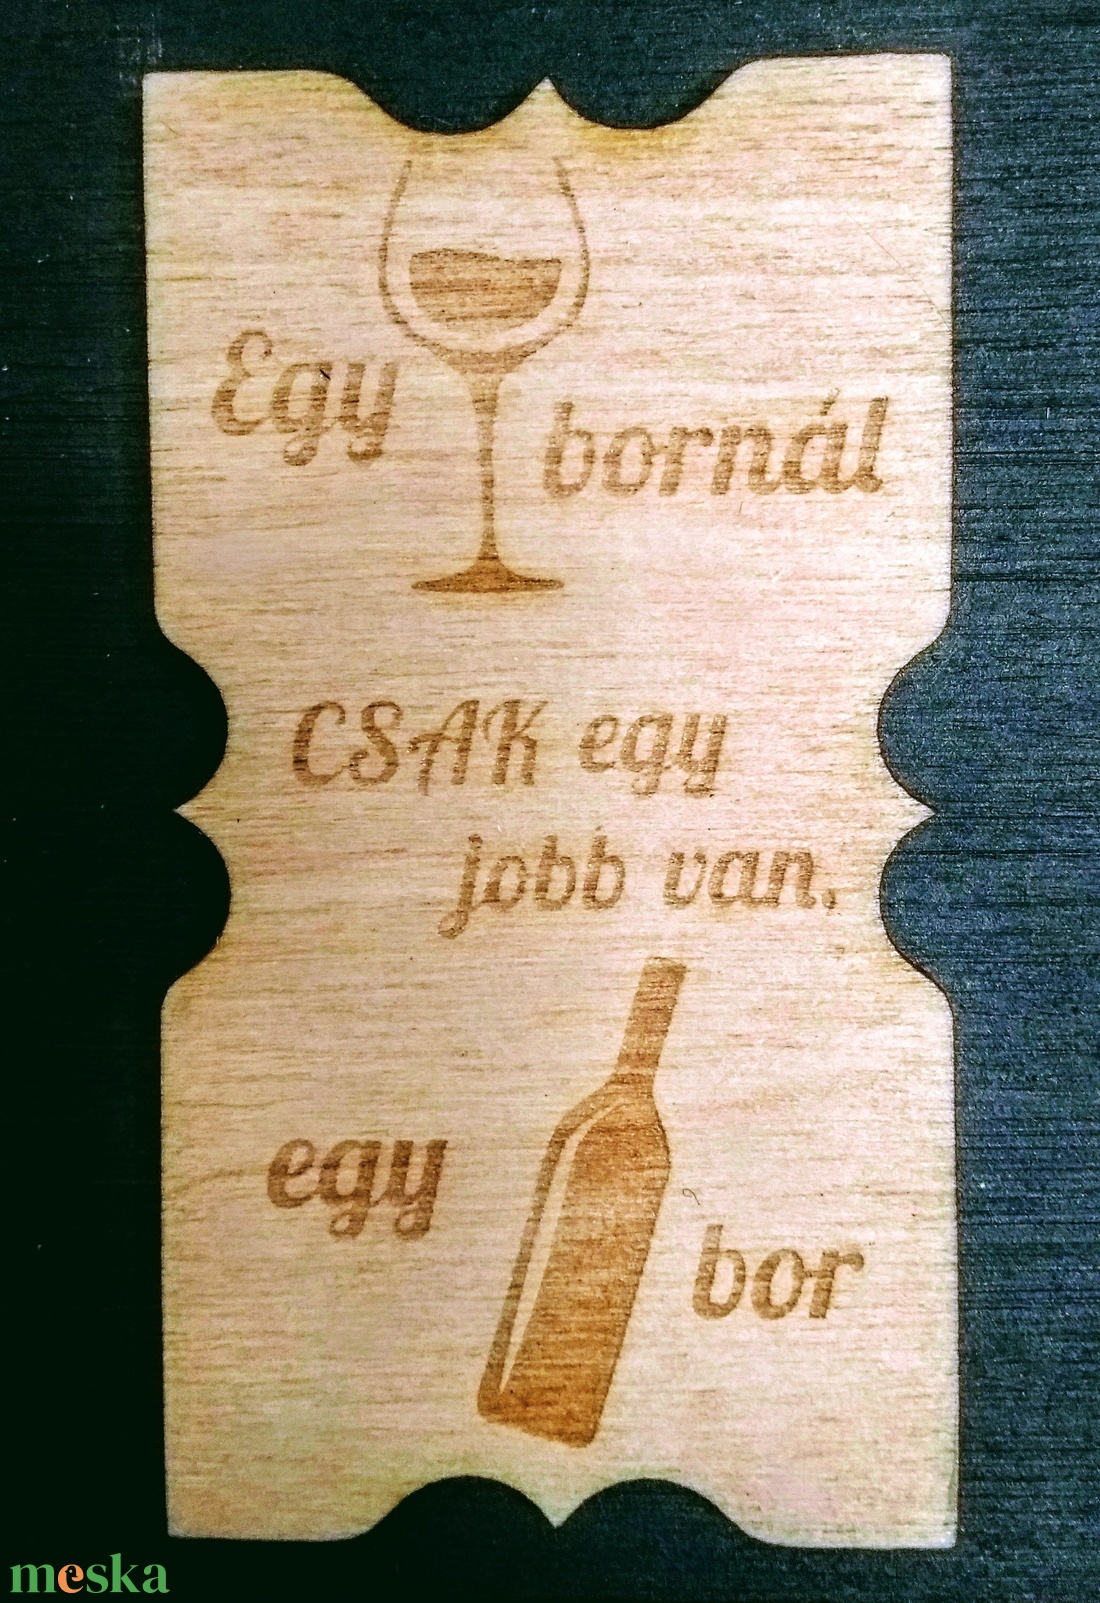 Egy bornál
CSAK egy
jobb van.
egy bor
meska